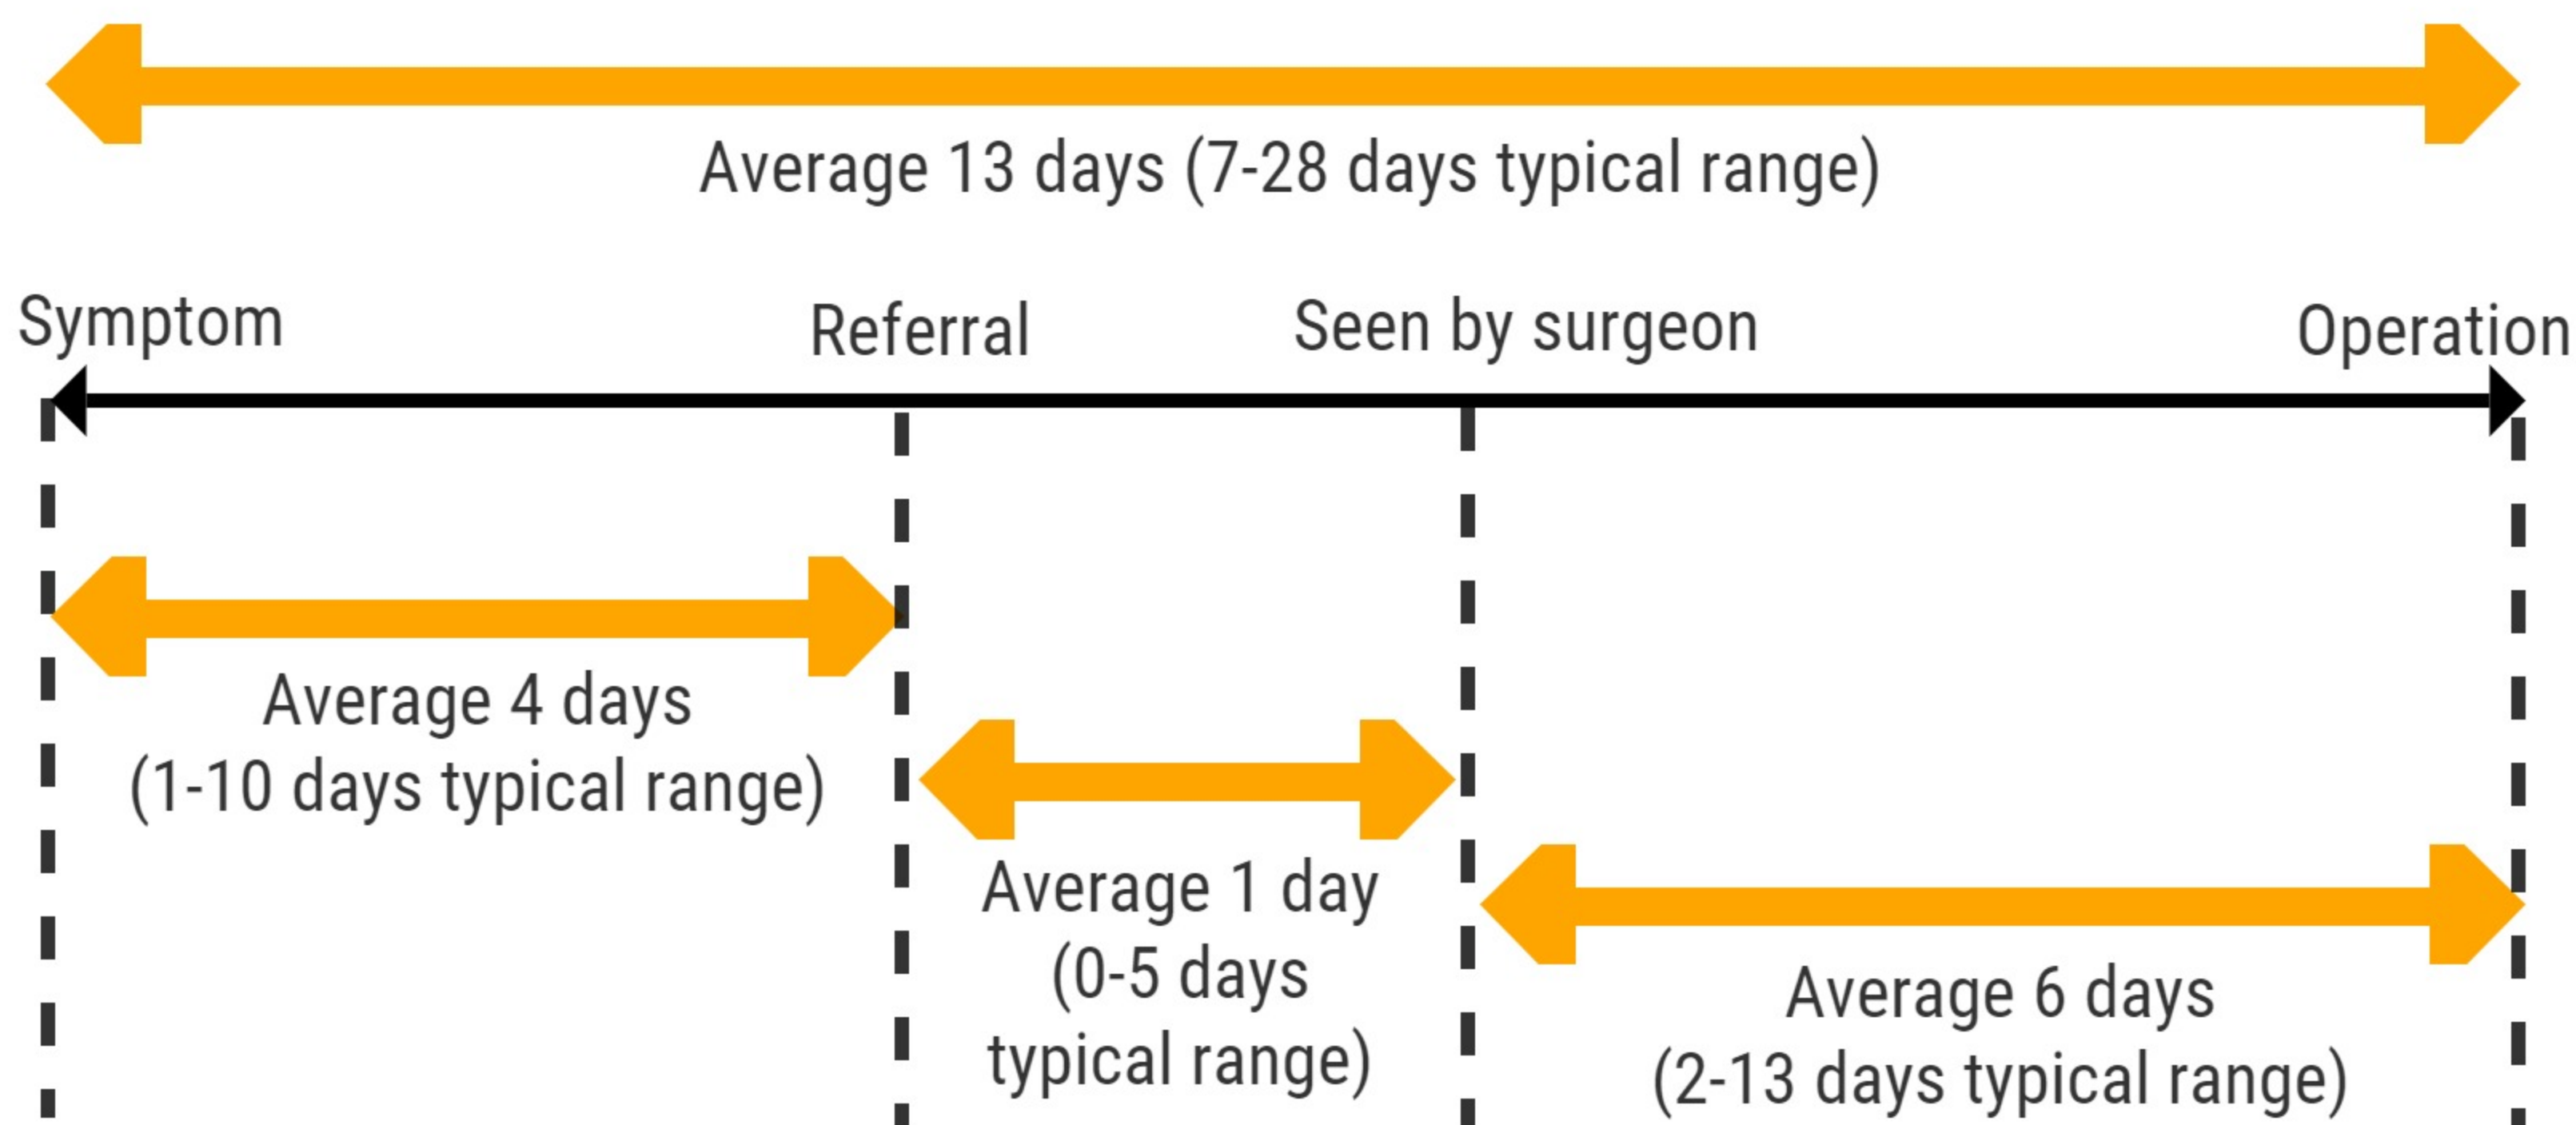 Average 13 days (7-28 days typical range)
Symptom
Referral
Seen by surgeon
Operation
Average 4 days
(1-10 days typical range)
Average 1 day
(0-5 days
typical range)
Average 6 days
(2-13 days typical range)